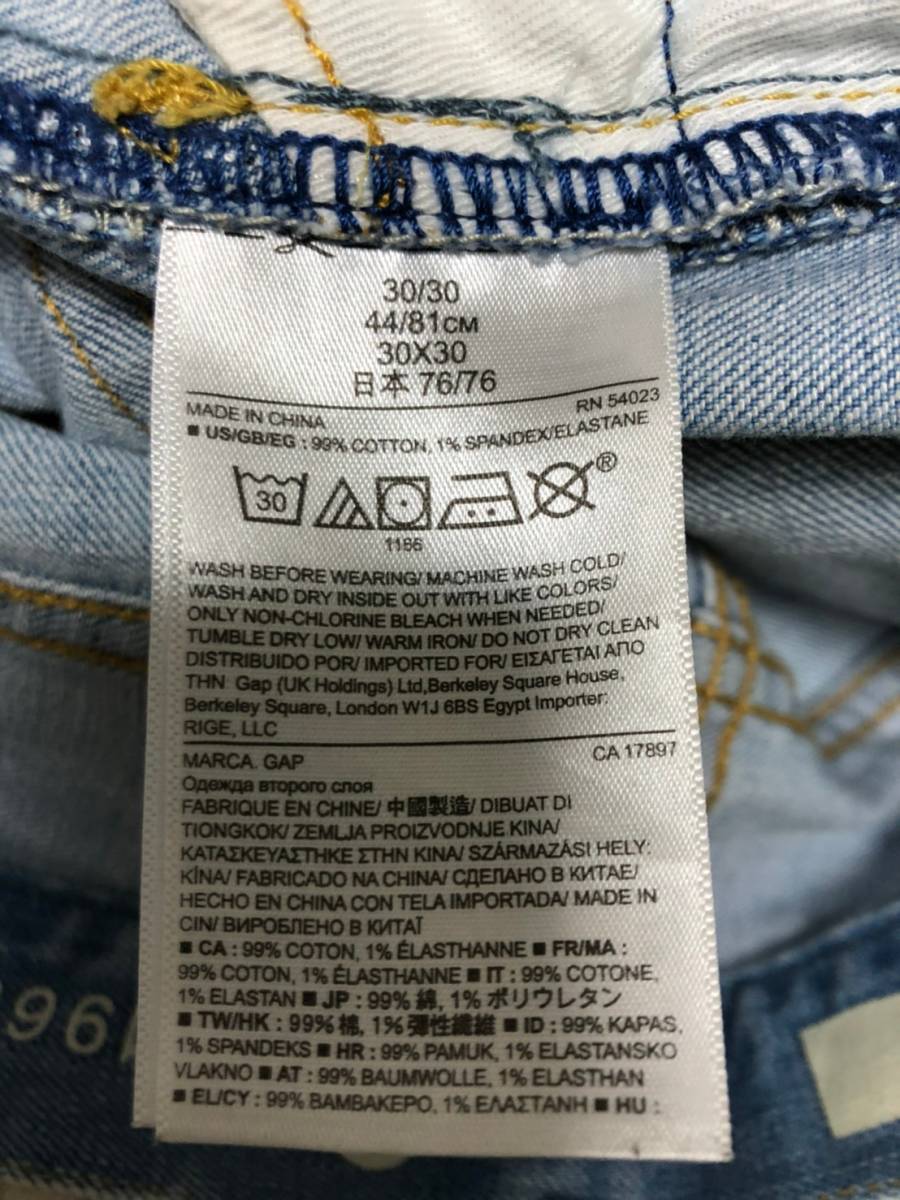 30/30
44/81CM
30X30
日本 76/76
MADE IN CHINA RN 54023
■ US/GB/EG : 99% COTTON, 1% SPANDEX/ELASTANE
30 ®
1166
WASH BEFORE WEARING/ MACHINE WASH COLD/
WASH AND DRY INSIDE OUT WITH LIKE COLORS/
ONLY NON-CHLORINE BLEACH WHEN NEEDED/
TUMBLE DRY LOW/ WARM IRON/ DO NOT DRY CLEAN
DISTRIBUIDO POR/ IMPORTED FOR/ ΕΙΣΑΓΕΤΑΙ ΑΠΟ
THN Gap (UK Holdings) Ltd,Berkeley Square House,
Berkeley Square, London W1J 6BS Egypt Importer:
RIGE, LLC
MARCA. GAP CA 17897
Одежда второго слоя
FABRIQUE EN CHINE/ 中國製造/ DIBUAT DI
TIONGKOK/ ZEMLJA PROIZVODNJE KINA/
ΚΑΤΑΣΚΕΥΑΣΤΗΚΕ ΣΤΗΝ ΚΙΝΑ/ SZÁRMAZÁSI HELY:
KÍNA/ FABRICADO NA CHINA/ СДЕЛАНО В КИТАЕ/
HECHO EN CHINA CON TELA IMPORTADA/ MADE IN
CIN/ ВИРОБЛЕНО В КИТАЇ
■ CA : 99% COTON, 1% ÉLASTHANNE ■ FR/MA :
99% COTON, 1% ÉLASTHANNE ■ IT : 99% COTONE,
1% ELASTAN ■ JP : 99% 綿, 1% ポリウレタン
■ TW/HK : 99% 棉, 1% 彈性纖維 ■ ID : 99% KAPAS,
1% SPANDEKS ■ HR : 99% PAMUK, 1% ELASTANSKO
VLAKNO ■ AT : 99% BAUMWOLLE, 1% ELASTHAN
■ EL/CY : 99% ΒΑΜΒΑΚΕΡΟ, 1% ΕΛΑΣΤΑΝΗ ■ HU :
96